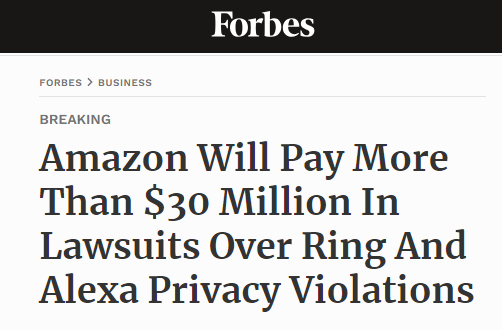 Forbes
FORBES > BUSINESS
BREAKING
Amazon Will Pay More
Than $30 Million In
Lawsuits Over Ring And
Alexa Privacy Violations